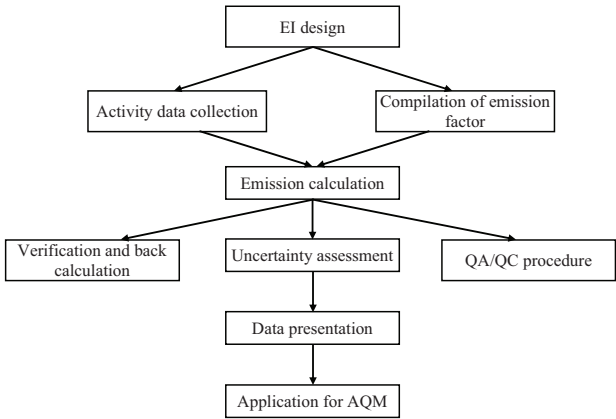 EI design
Activity data collection
Compilation of emission
factor
Emission calculation
Verification and back
calculation
Uncertainty assessment
QA/QC procedure
Data presentation
Application for AQM